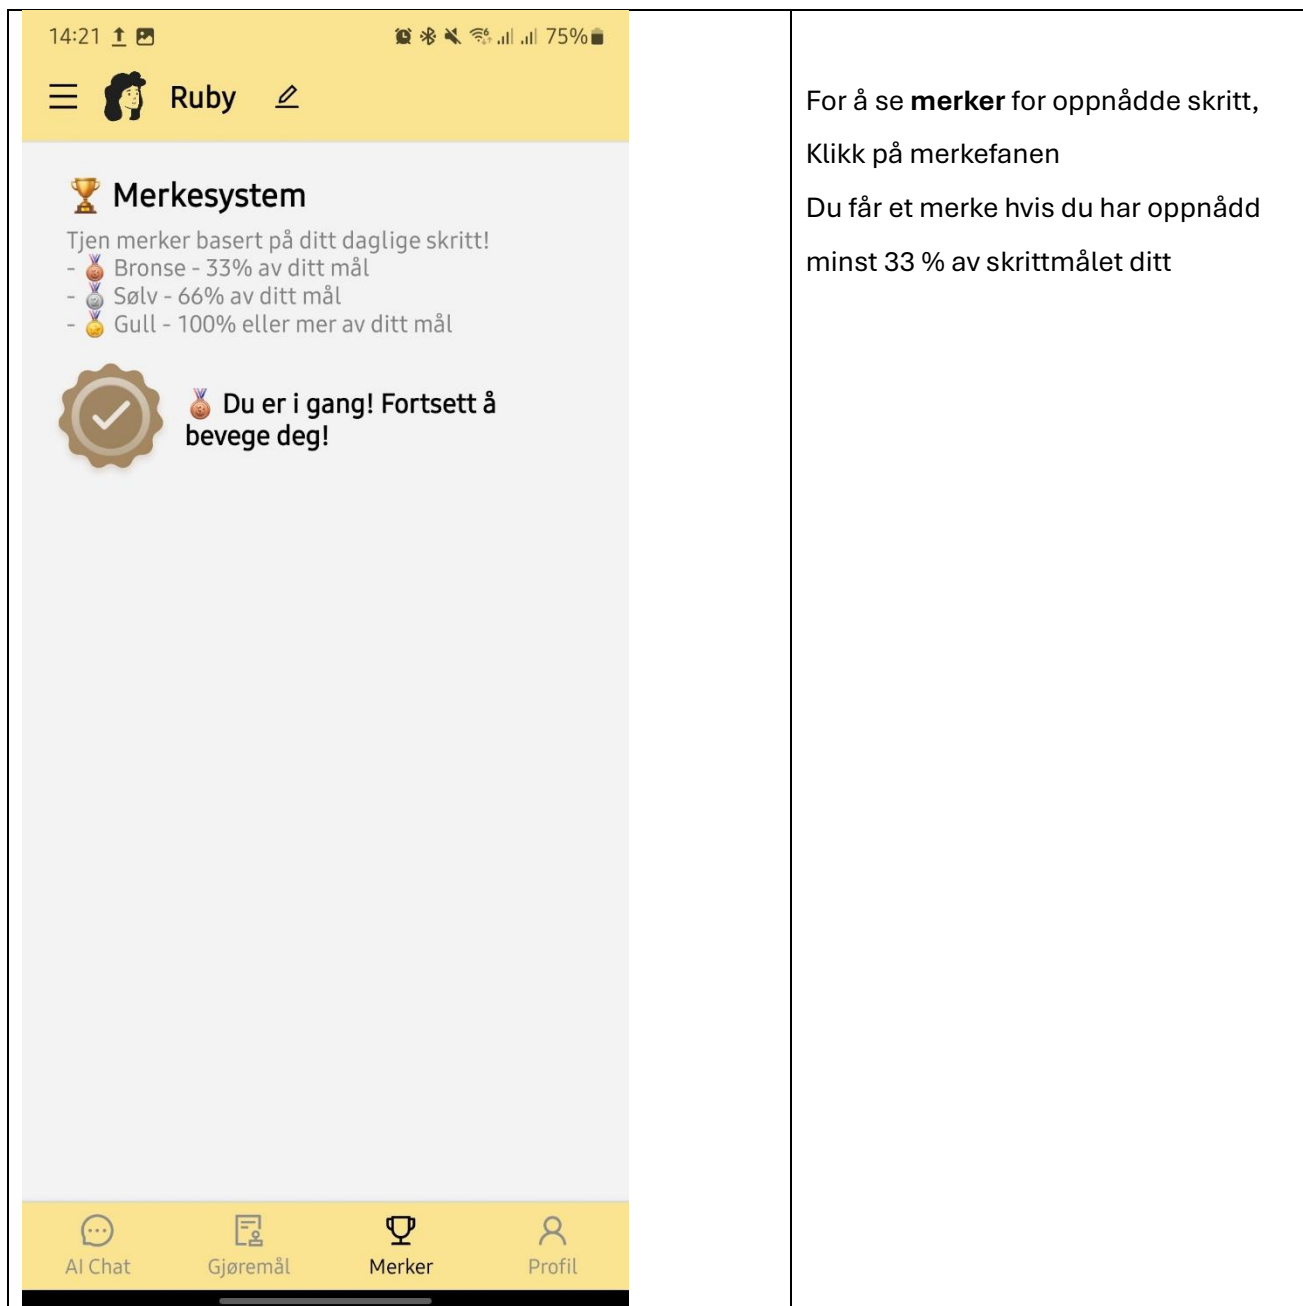 14:21
75%
Ruby
Merkesystem
Tjen merker basert på ditt daglige skritt!
- Bronse - 33% av ditt mål
- Sølv - 66% av ditt mål
- Gull - 100% eller mer av ditt mål
Du er i gang! Fortsett å
bevege deg!
AI Chat
Gjøremål
Merker
Profil
For å se merker for oppnådde skritt,
Klikk på merkefanen
Du får et merke hvis du har oppnådd
minst 33 % av skrittmålet ditt